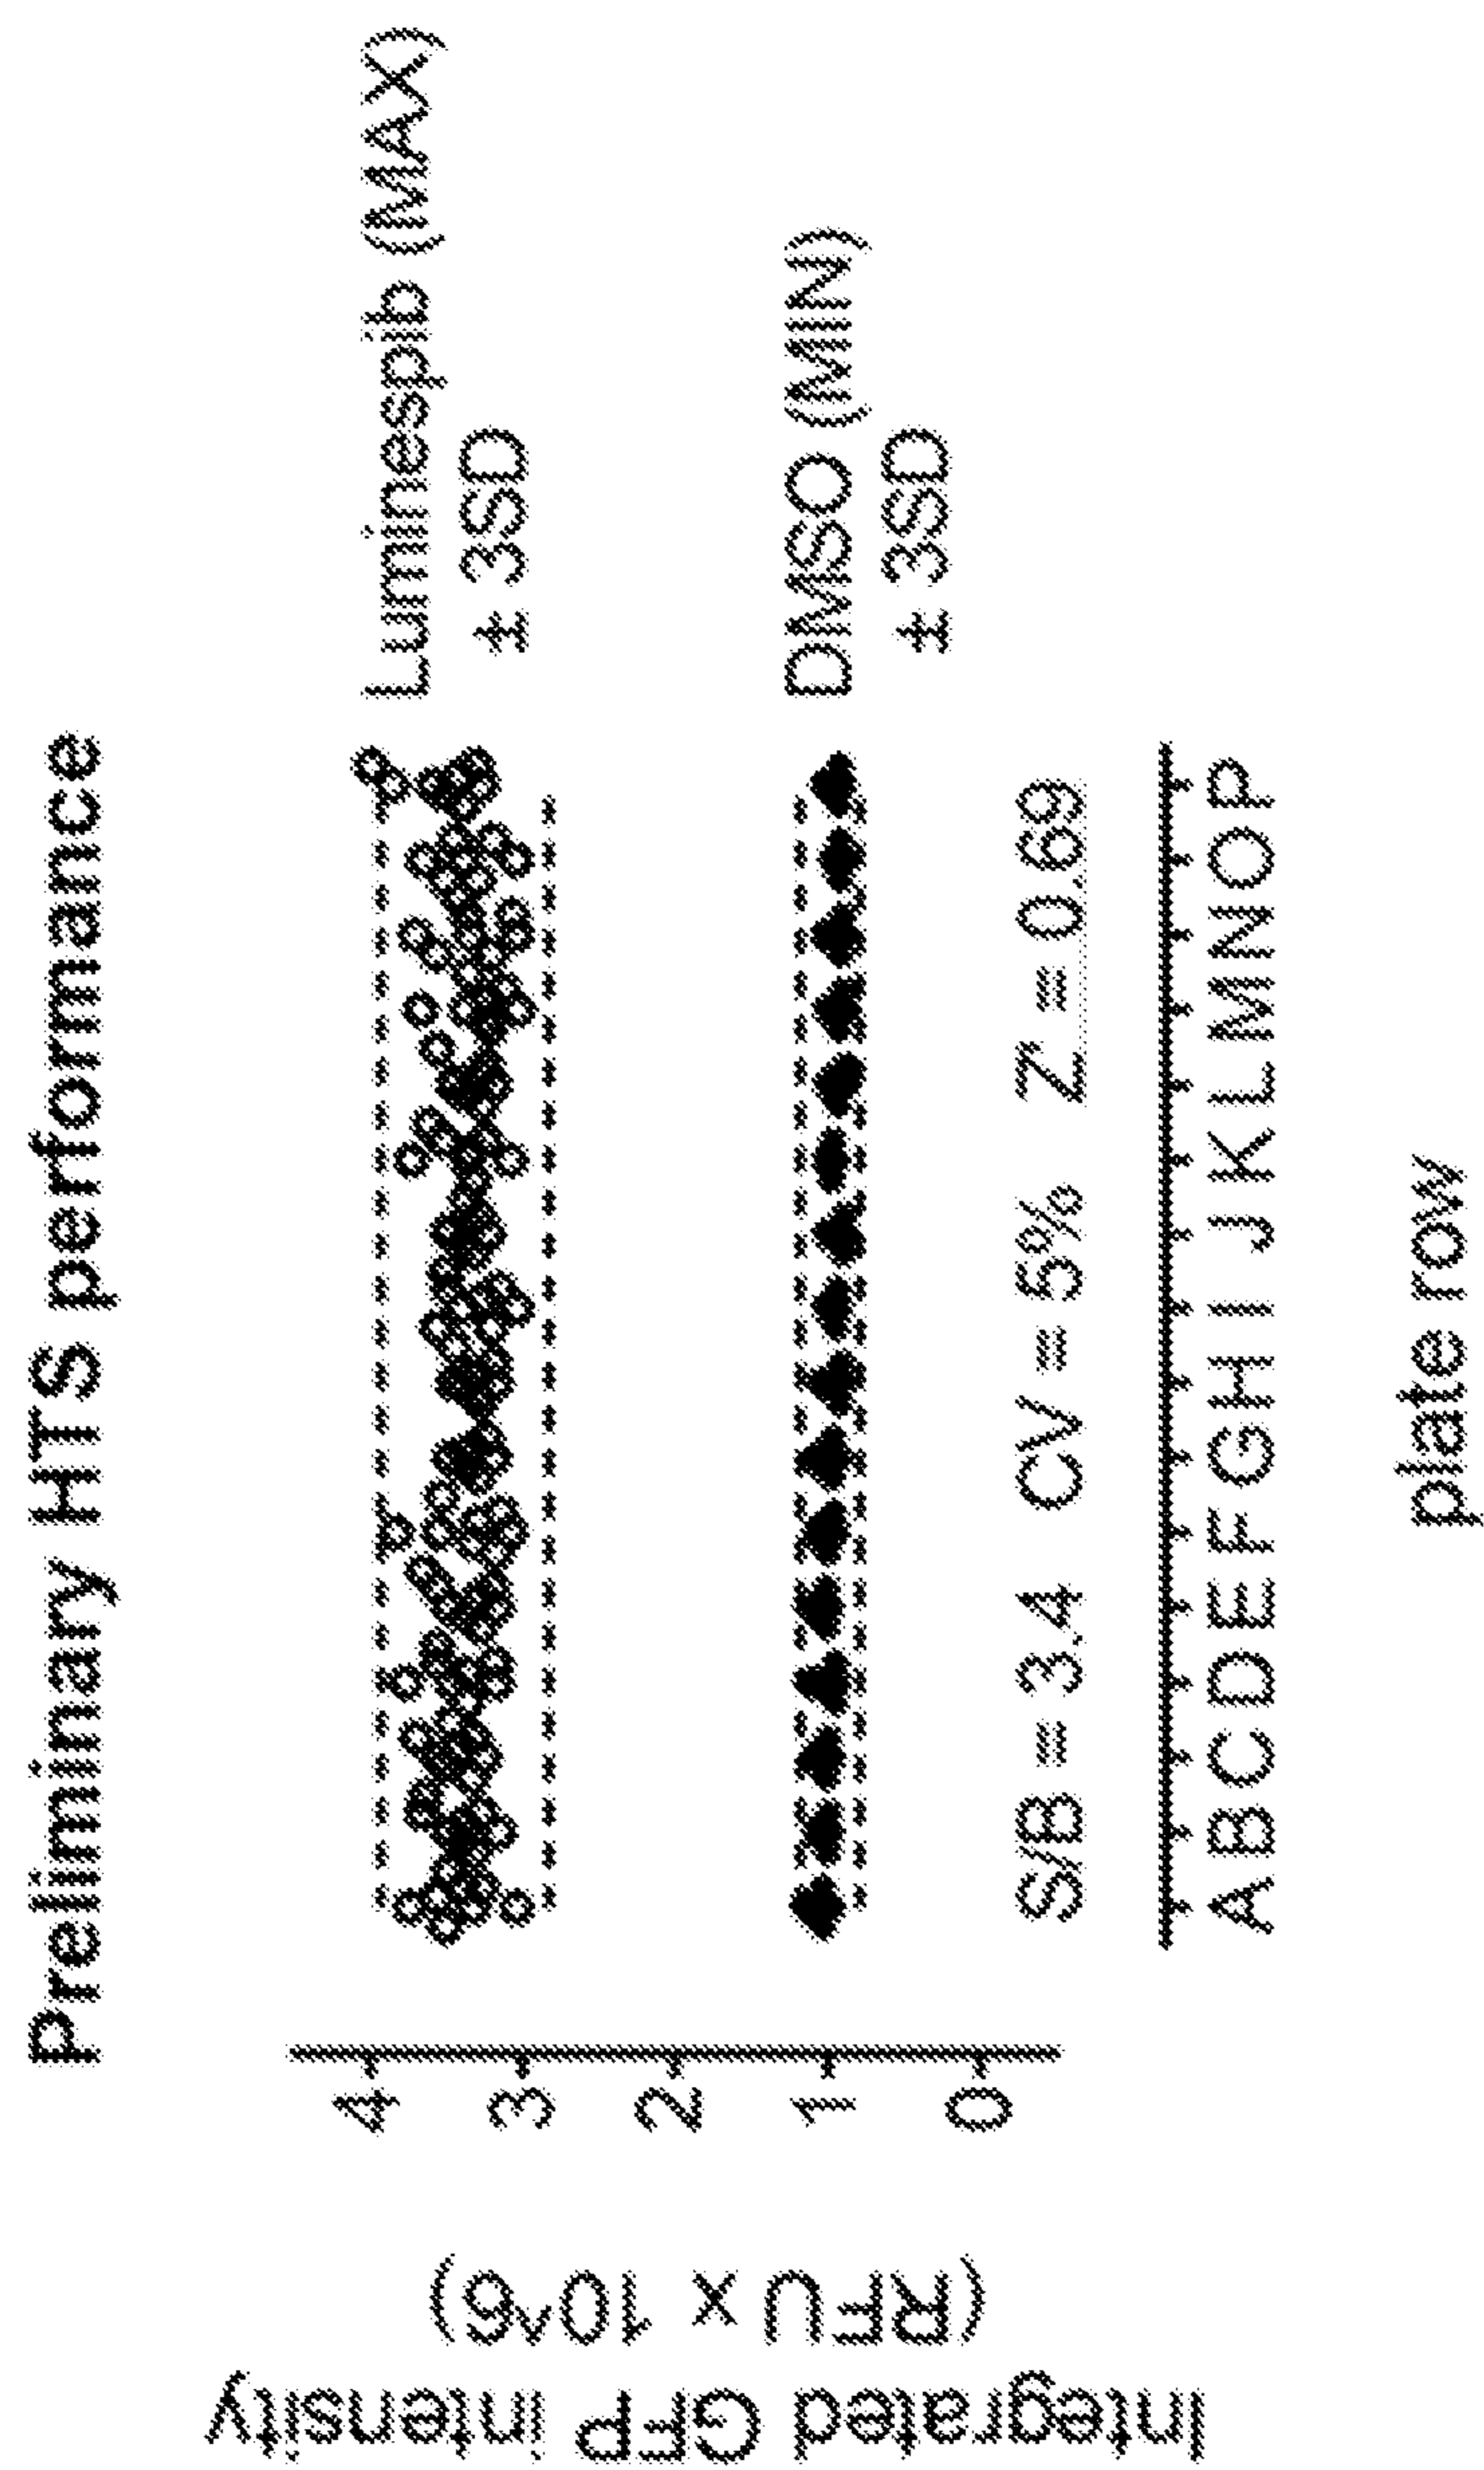 Preliminary HTS performance
Integrated GFP intensity
(RFU x 10^6)
4
3
2
1
0
Luminespib (MAX)
± 3SD
DMSO (MIN)
± 3SD
S/B = 3.4 CV = 5% Z' = 0.69
A B C D E F G H I J K L M N O P
plate row